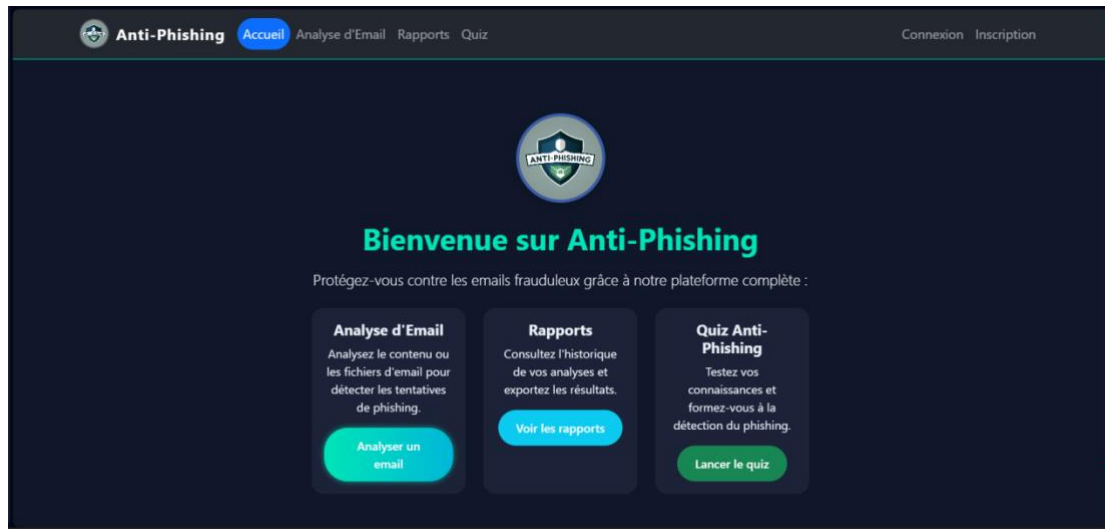 Anti-Phishing Accueil Analyse d'Email Rapports Quiz Connexion Inscription
ANTI-PHISHING
Bienvenue sur Anti-Phishing
Protégez-vous contre les emails frauduleux grâce à notre plateforme complète :
Analyse d'Email
Analysez le contenu ou
les fichiers d'email pour
détecter les tentatives
de phishing.
Analyser un
email
Rapports
Consultez l'historique
de vos analyses et
exportez les résultats.
Voir les rapports
Quiz Anti-
Phishing
Testez vos
connaissances et
formez-vous à la
détection du phishing.
Lancer le quiz